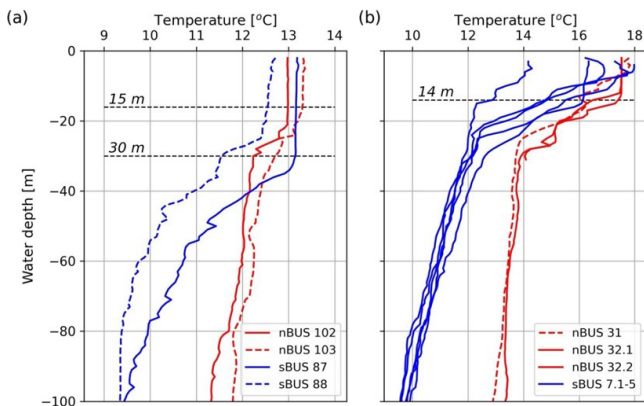 (a)
Temperature [°C]
9 10 11 12 13 14
(b)
Temperature [°C]
10 12 14 16 18
0
−20
−40
−60
−80
−100
Water depth [m]
15 m
30 m
14 m
nBUS 102
nBUS 103
sBUS 87
sBUS 88
nBUS 31
nBUS 32.1
nBUS 32.2
sBUS 7.1-5